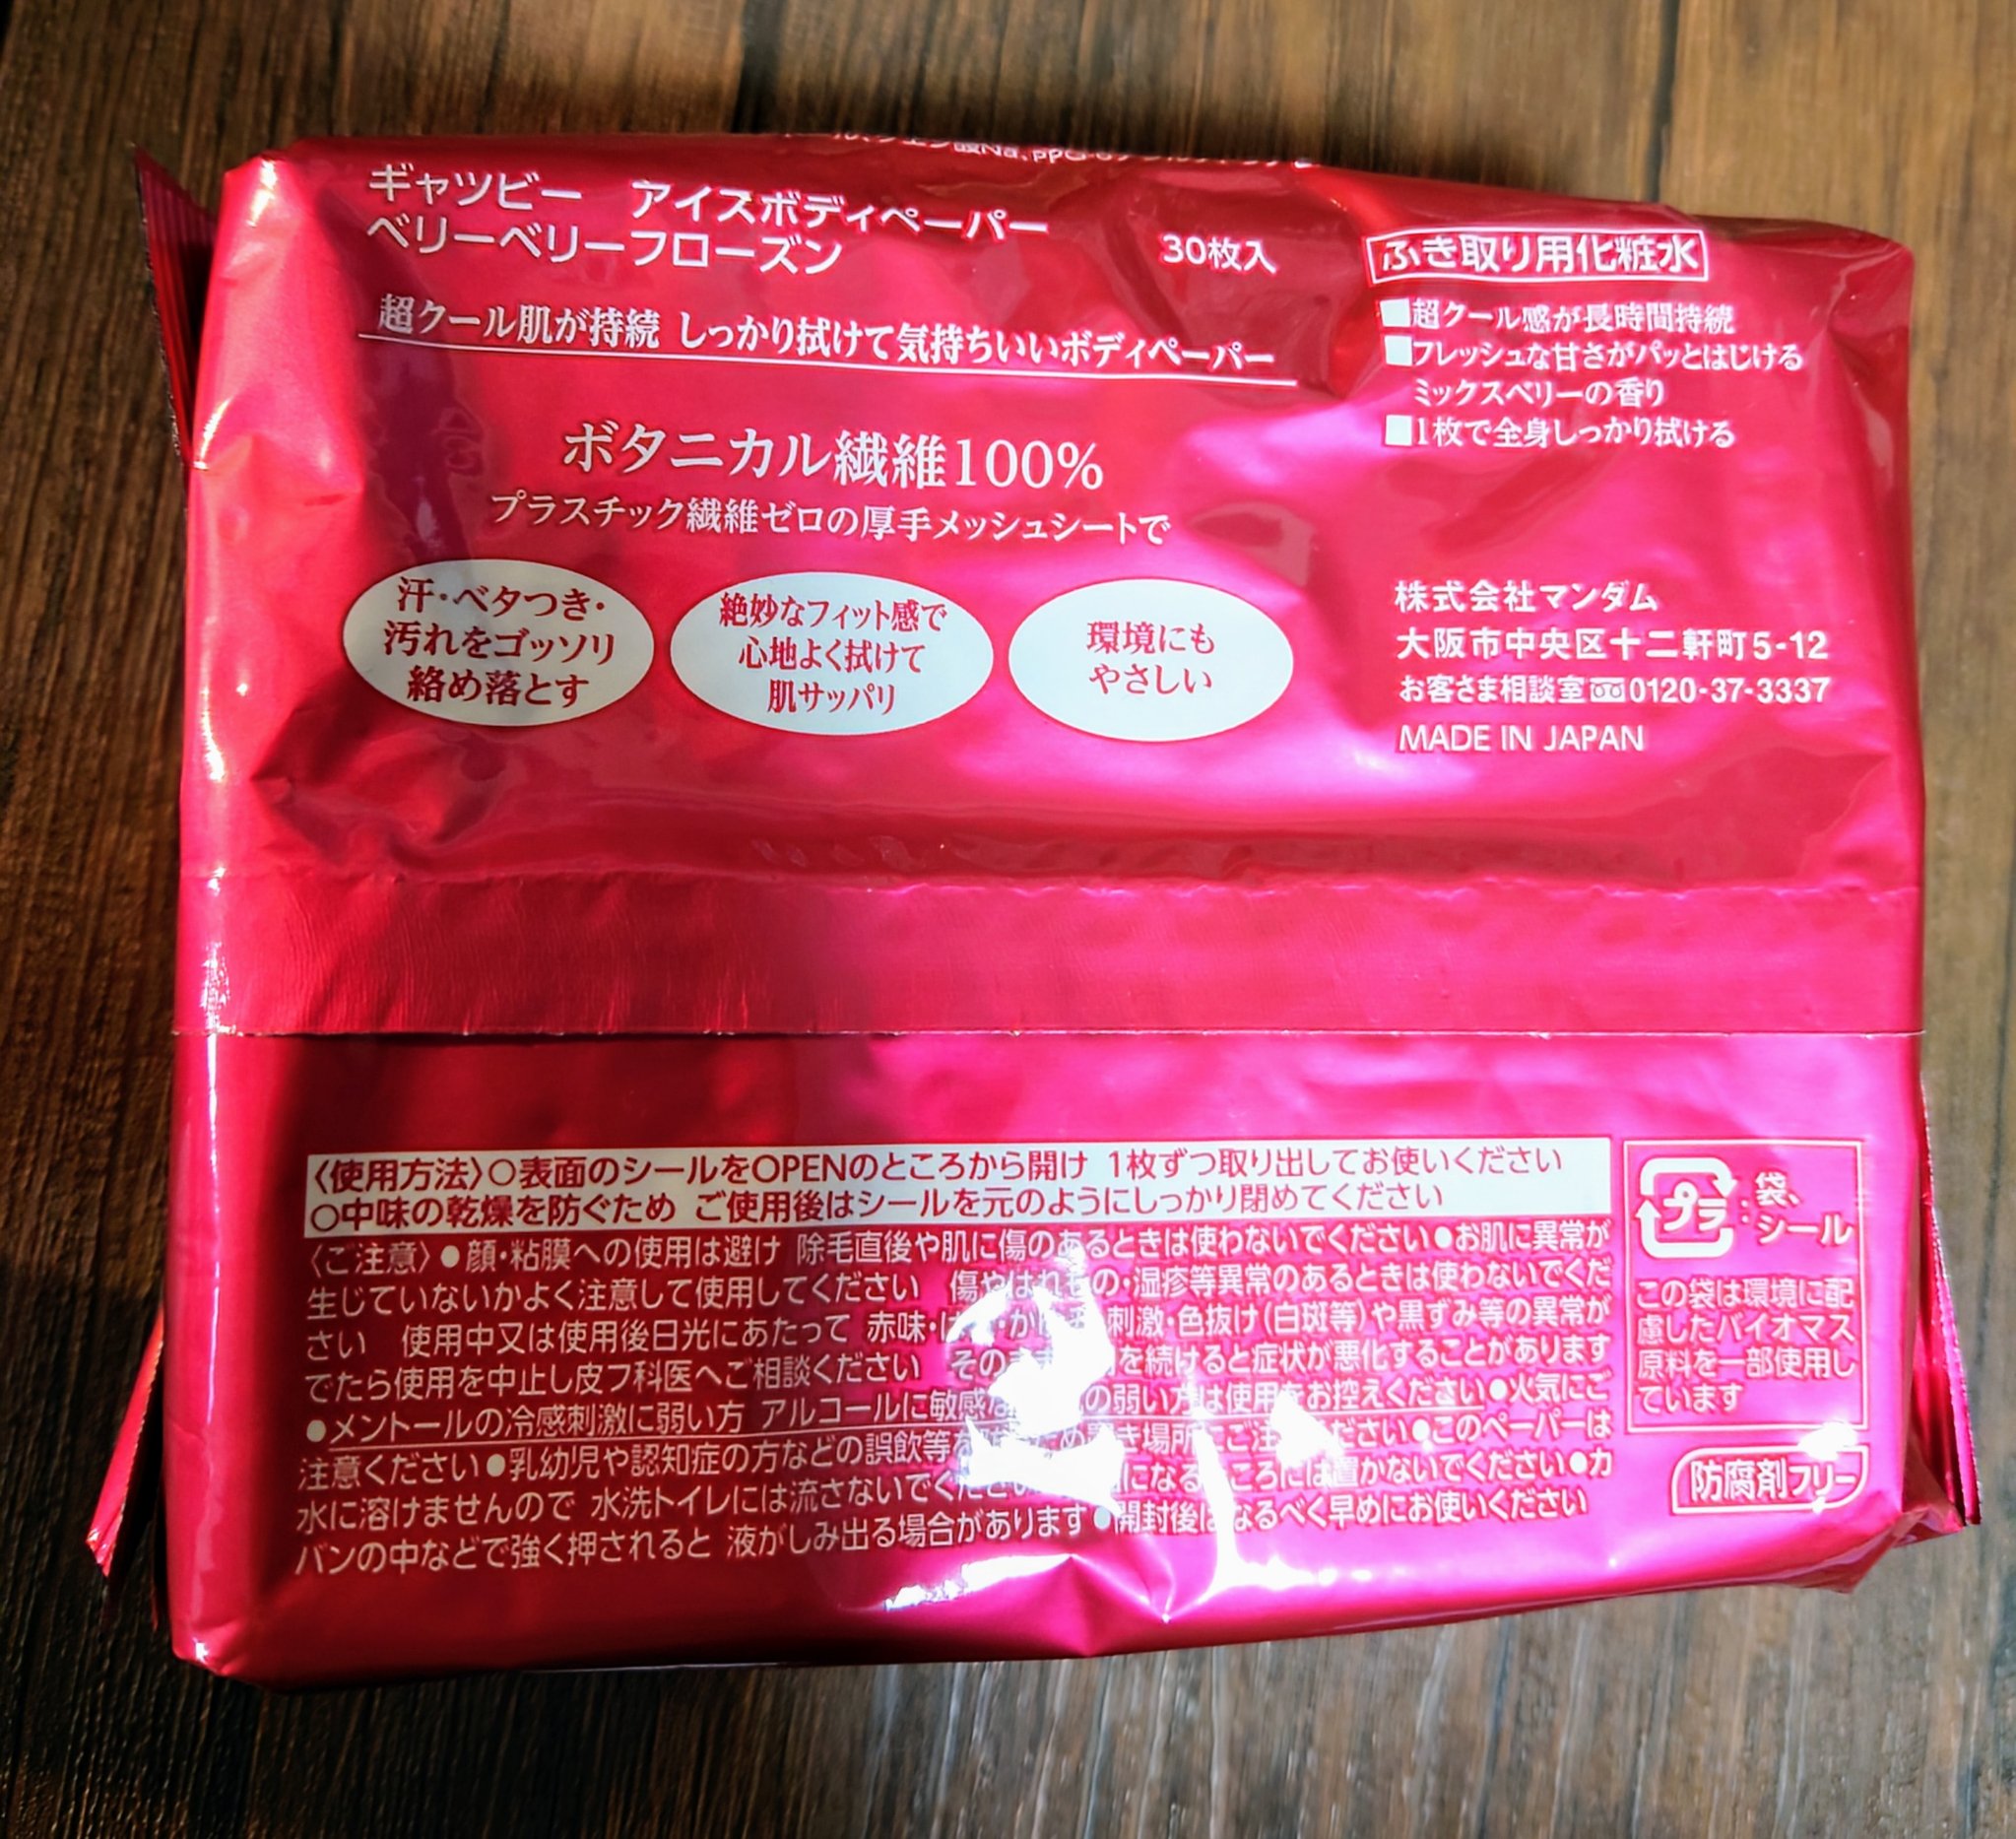 ギャツビー　アイスボディペーパー
ベリーベリーフローズン
30枚入
超クール肌が持続 しっかり拭けて気持ちいいボディペーパー
ボタニカル繊維100%
プラスチック繊維ゼロの厚手メッシュシートで
汗・ベタつき・
汚れをゴッソリ
絡め落とす
絶妙なフィット感で
心地よく拭けて
肌サッパリ
環境にも
やさしい
ふき取り用化粧水
■超クール感が長時間持続
■フレッシュな甘さがパッとはじける
ミックスベリーの香り
■1枚で全身しっかり拭ける
株式会社マンダム
大阪市中央区十二軒町5-12
お客さま相談室 0120-37-3337
MADE IN JAPAN
〈使用方法〉○表面のシールをOPENのところから開け 1枚ずつ取り出してお使いください
○中味の乾燥を防ぐため ご使用後はシールを元のようにしっかり閉めてください
〈ご注意〉●顔・粘膜への使用は避け 除毛直後や肌に傷のあるときは使わないでください●お肌に異常が
生じていないかよく注意して使用してください 傷やはれもの・湿疹等異常のあるときは使わないでくだ
さい 使用中又は使用後日光にあたって 赤味・刺激・色抜け(白斑等)や黒ずみ等の異常が
でたら使用を中止し皮フ科医へご相談ください を続けると症状が悪化することがあります
●メントールの冷感刺激に弱い方 アルコールに敏感な の弱い方は使用をお控えください●火気にご
注意ください●乳幼児や認知症の方などの誤飲等を 置き場所にご注意ください●このペーパーは
水に溶けませんので 水洗トイレには流さないでください になるところには置かないでください●カ
バンの中などで強く押されると 液がしみ出る場合があります●開封後はなるべく早めにお使いください
プラ
：袋、
シール
この袋は環境に配
慮したバイオマス
原料を一部使用し
ています
防腐剤フリー